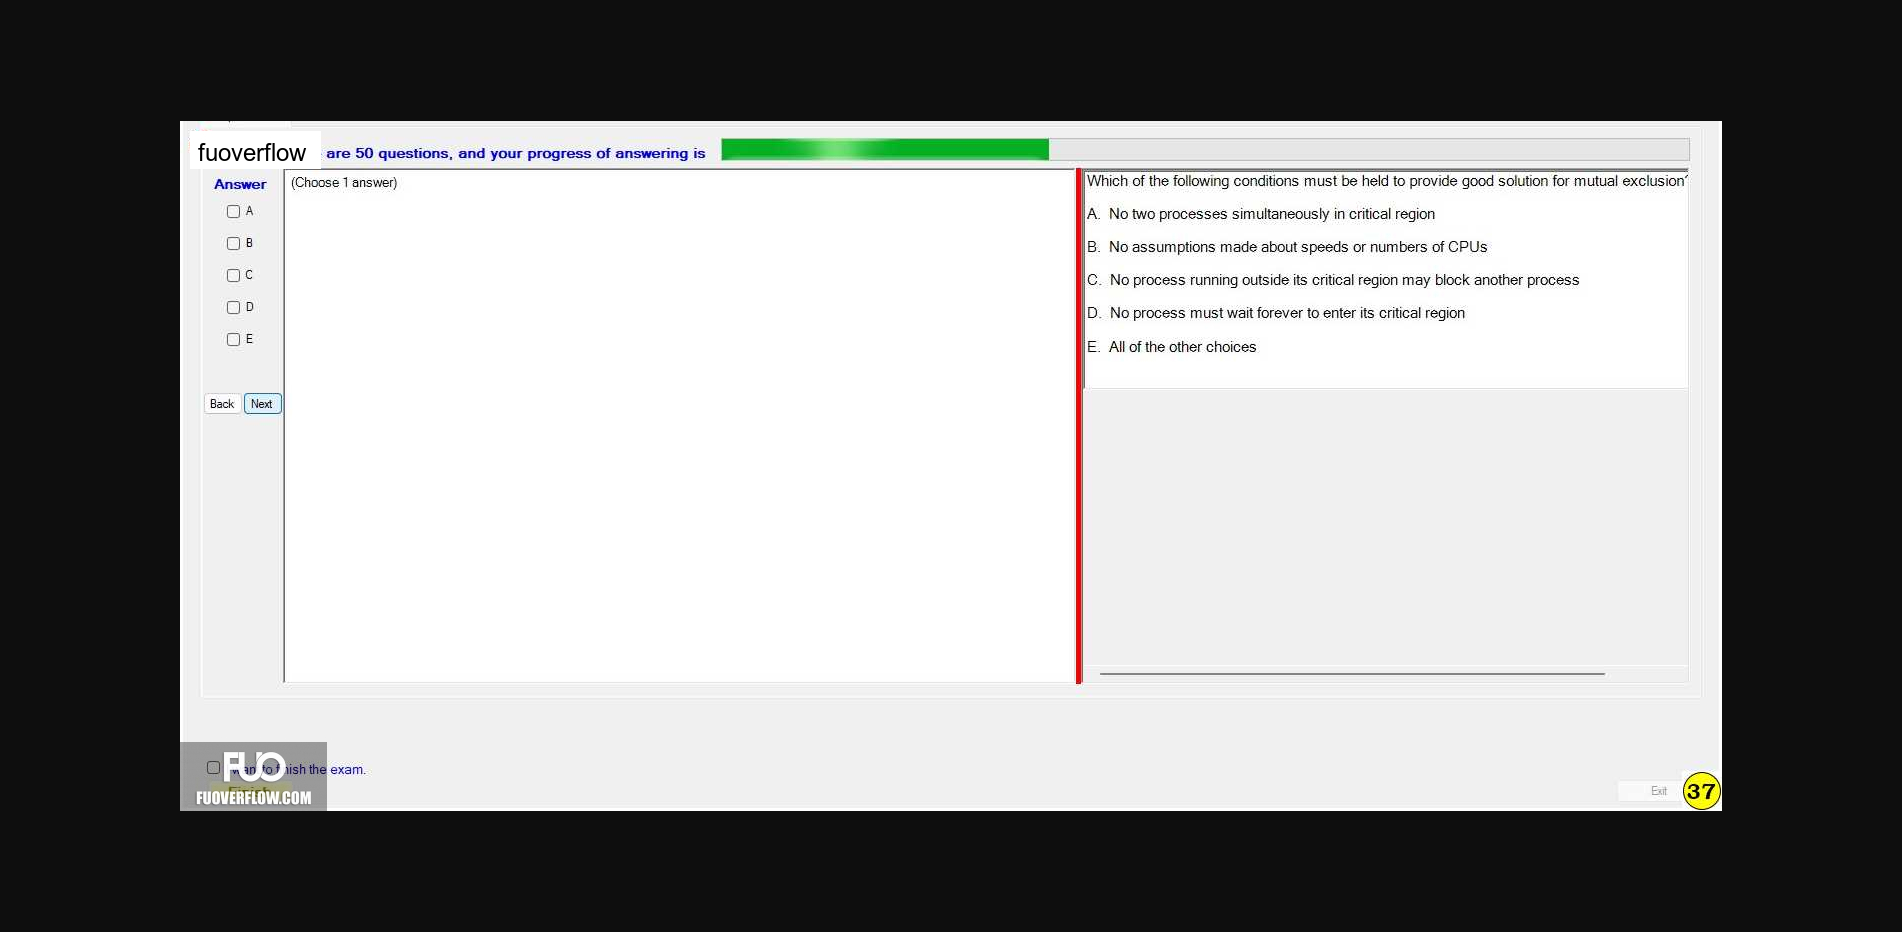 fuoverflow are 50 questions, and your progress of answering is
Answer
(Choose 1 answer)
A
B
C
D
E
Back Next
Which of the following conditions must be held to provide good solution for mutual exclusion?
A. No two processes simultaneously in critical region
B. No assumptions made about speeds or numbers of CPUs
C. No process running outside its critical region may block another process
D. No process must wait forever to enter its critical region
E. All of the other choices
FUO
FUOVERFLOW.COM
want to finish the exam.
Finish
Exit
37